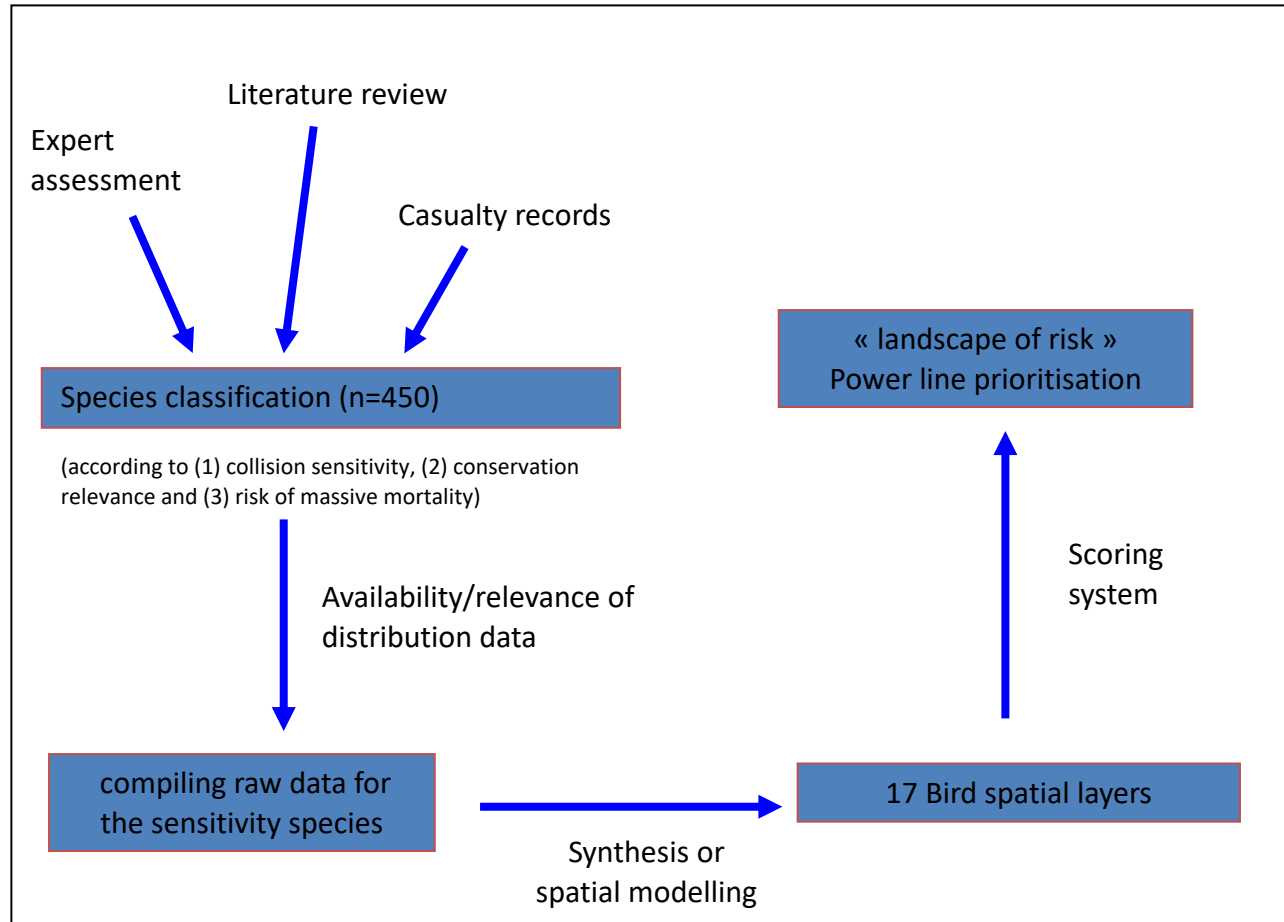 Literature review
Expert
assessment
Casualty records
Species classification (n=450)
(according to (1) collision sensitivity, (2) conservation
relevance and (3) risk of massive mortality)
Availability/relevance of
distribution data
compiling raw data for
the sensitivity species
Synthesis or
spatial modelling
17 Bird spatial layers
Scoring
system
« landscape of risk »
Power line prioritisation